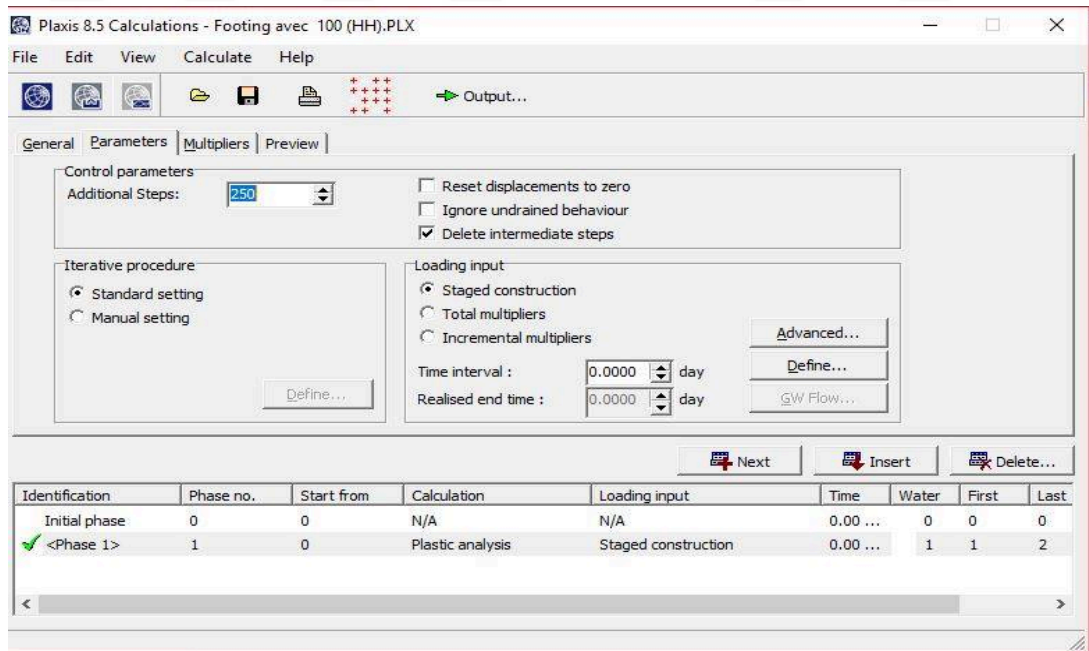 Plaxis 8.5 Calculations - Footing avec 100 (HH).PLX
File Edit View Calculate Help
Output...
General Parameters Multipliers Preview
Control parameters
Additional Steps: 250
Reset displacements to zero
Ignore undrained behaviour
Delete intermediate steps
Iterative procedure
Standard setting
Manual setting
Define...
Loading input
Staged construction
Total multipliers
Incremental multipliers
Advanced...
Time interval : 0.0000 day
Define...
Realised end time : 0.0000 day
GW Flow...
Next Insert Delete...
Identification Phase no. Start from Calculation Loading input Time Water First Last
Initial phase 0 0 N/A N/A 0.00 ... 0 0 0
<Phase 1> 1 0 Plastic analysis Staged construction 0.00 ... 1 1 2